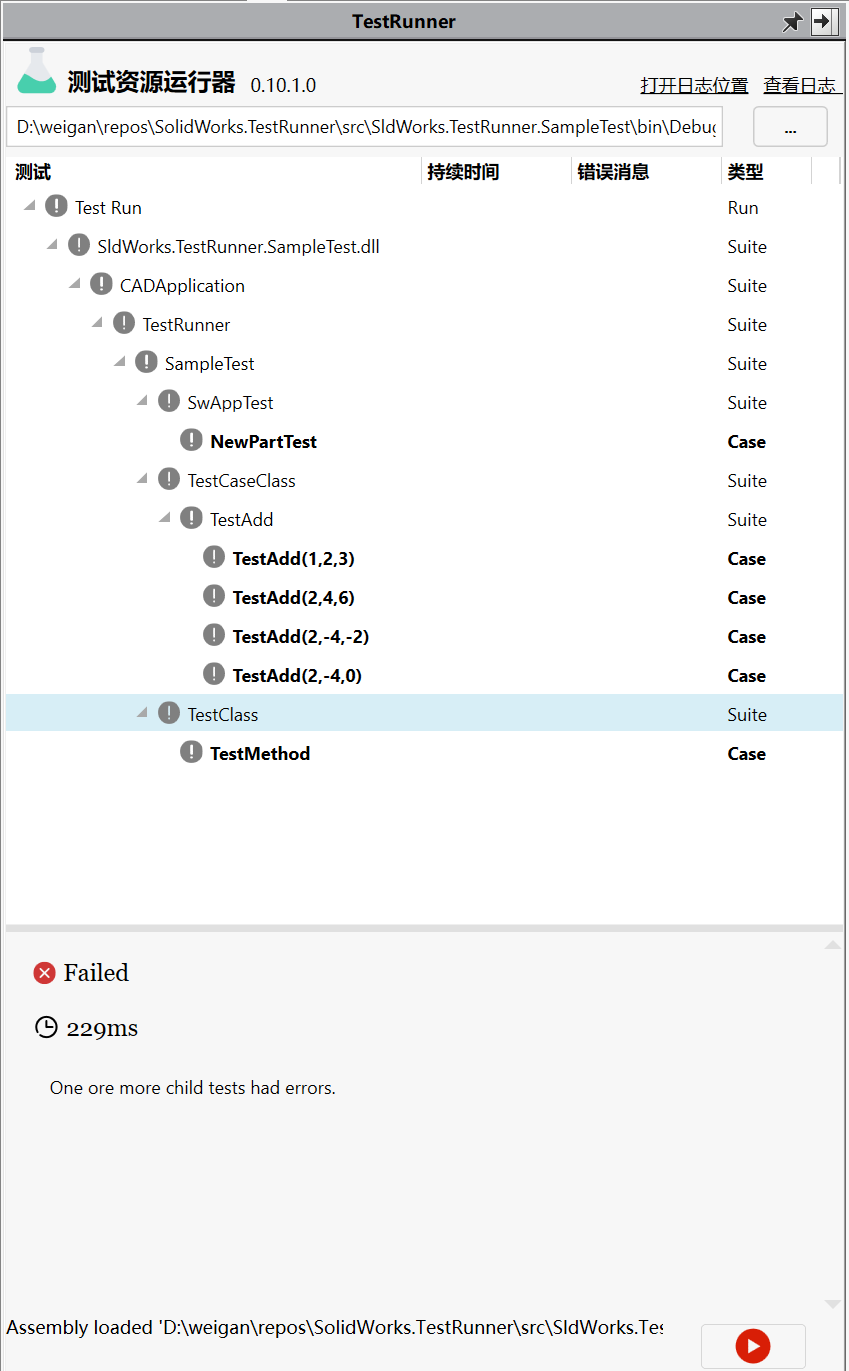 TestRunner
测试资源运行器 0.10.1.0 打开日志位置 查看日志
D:\weigan\repos\SolidWorks.TestRunner\src\SldWorks.TestRunner.SampleTest\bin\Debug ...
测试 持续时间 错误消息 类型
Test Run Run
SldWorks.TestRunner.SampleTest.dll Suite
CADApplication Suite
TestRunner Suite
SampleTest Suite
SwAppTest Suite
NewPartTest Case
TestCaseClass Suite
TestAdd Suite
TestAdd(1,2,3) Case
TestAdd(2,4,6) Case
TestAdd(2,-4,-2) Case
TestAdd(2,-4,0) Case
TestClass Suite
TestMethod Case
Failed
229ms
One ore more child tests had errors.
Assembly loaded 'D:\weigan\repos\SolidWorks.TestRunner\src\SldWorks.Tes